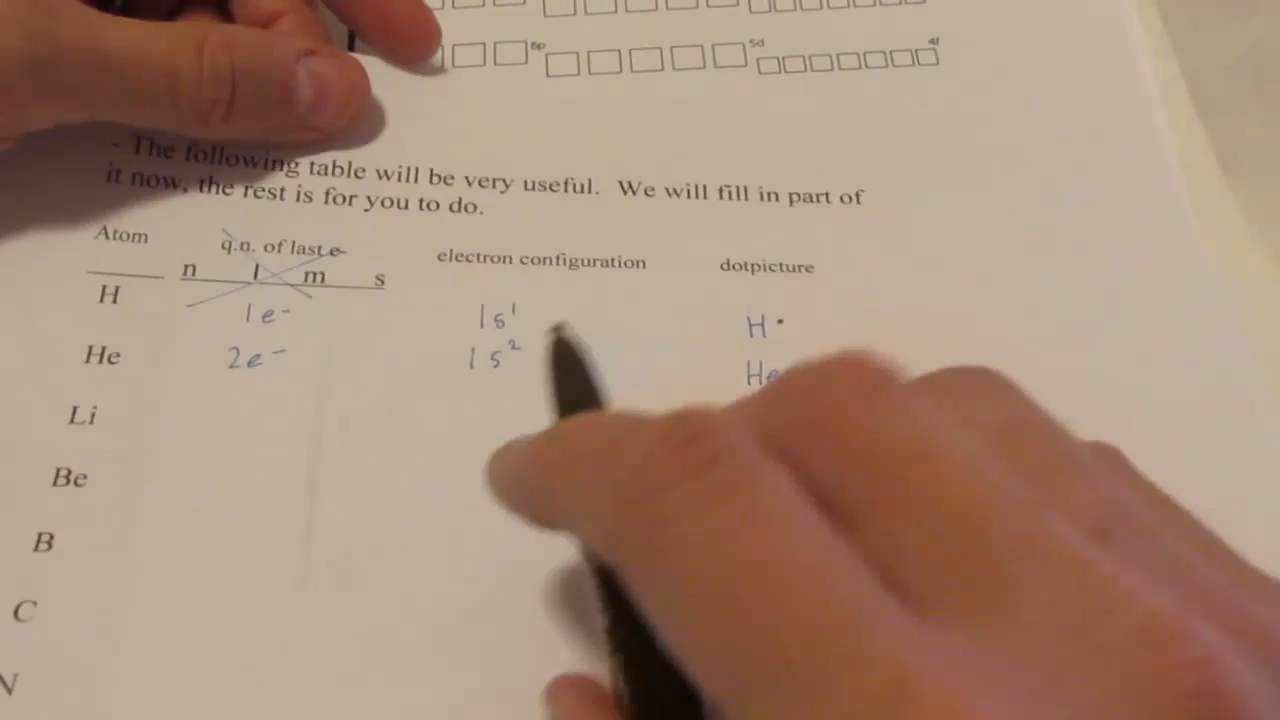 6p 5d 4f
- The following table will be very useful. We will fill in part of
it now, the rest is for you to do.
Atom q.n. of last e- electron configuration dotpicture
n l m s
H 1e- 1s¹ H·
He 2e- 1s² He
Li
Be
B
C
N